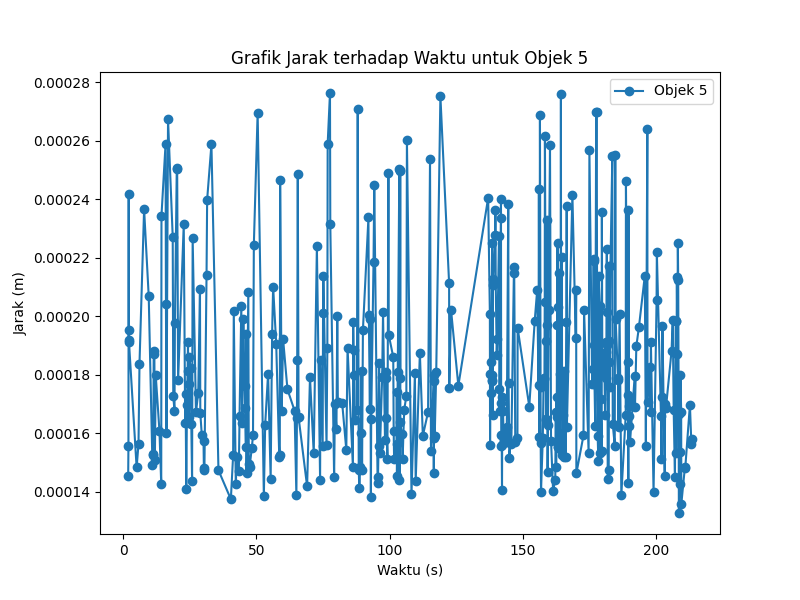 Grafik Jarak terhadap Waktu untuk Objek 5
Objek 5
0.00028
0.00026
0.00024
0.00022
0.00020
0.00018
0.00016
0.00014
Jarak (m)
0 50 100 150 200
Waktu (s)